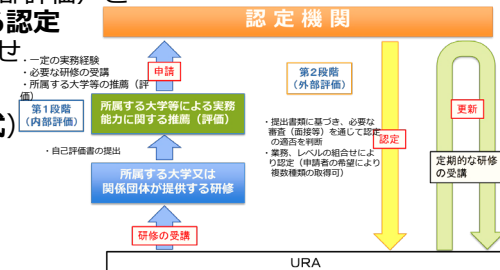 部評価)と
る認定
せ
式)
認定機関
・一定の実務経験
・必要な研修の受講
・所属する大学等の推薦（評
価）
申請
第1段階
（内部評価）
所属する大学等による実務
能力に関する推薦（評価）
・自己評価書の提出
所属する大学又は
関係団体が提供する研修
研修の受講
第2段階
（外部評価）
・提出書類に基づき、必要な
審査（面接等）を通じて認定
の適否を判断
・業務、レベルの組合せによ
り認定（申請者の希望により
複数種類の取得可）
認定
更新
定期的な研修
の受講
URA